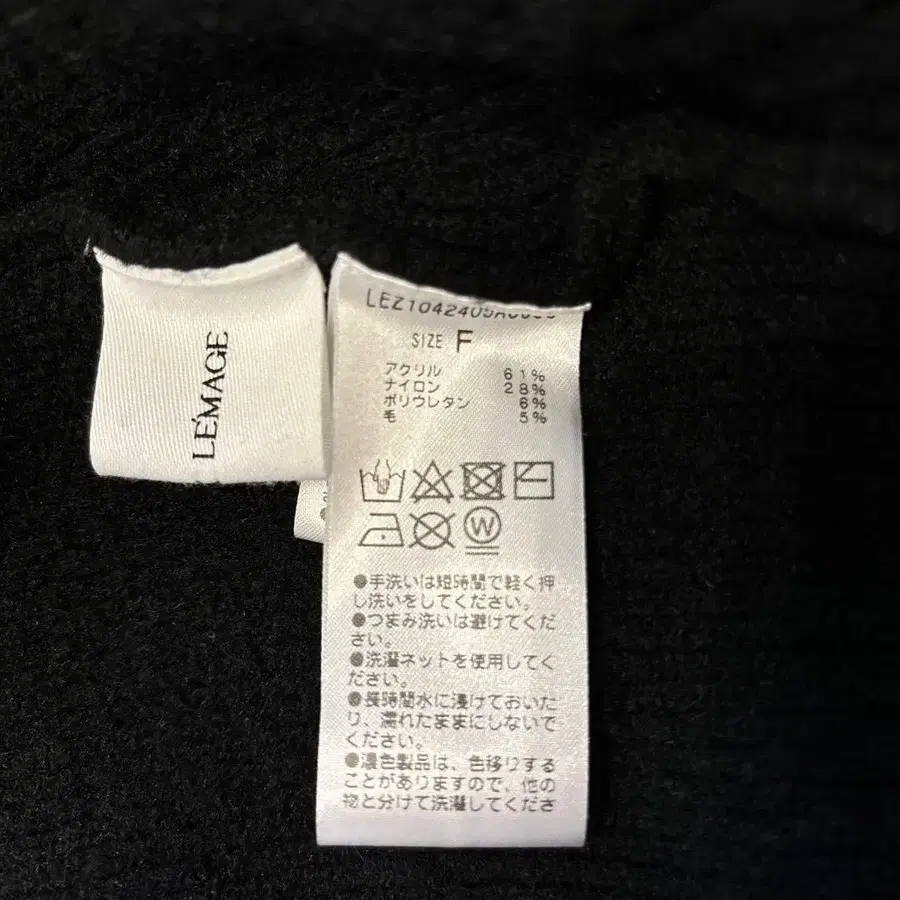 LE'MAGE
SIZE F
アクリル 61%
ナイロン 28%
ポリウレタン 6%
毛 5%
W
●手洗いは短時間で軽く押
し洗いをしてください。
●つまみ洗いは避けてくだ
さい。
●洗濯ネットを使用してく
ださい。
●長時間水に浸けておいた
り、濡れたままにしないで
ください。
●濃色製品は、色移りする
ことがありますので、他の
物と分けて洗濯してくださ